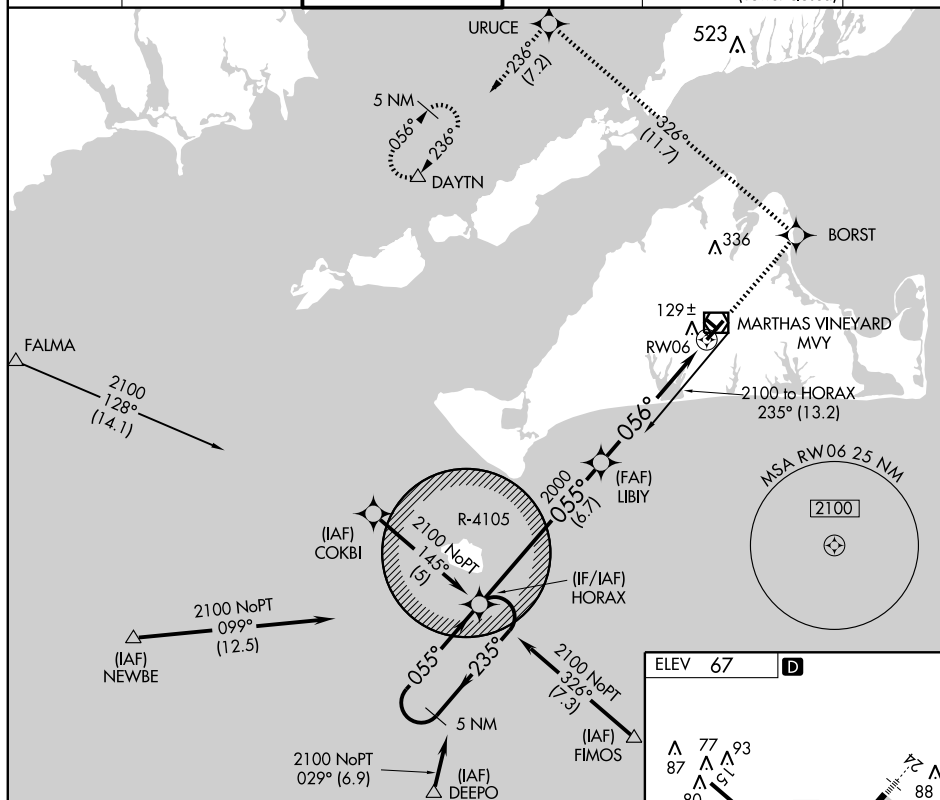 URUCE
236°
(7.2)
523
5 NM
056°
236°
DAYTN
326°
(11.7)
BORST
336
129±
MARTHAS VINEYARD
MVY
RW06
FALMA
2100
128°
(14.1)
2100 to HORAX
235° (13.2)
056°
(FAF)
LIBIY
2000
055°
(6.7)
MSA RW06 25 NM
2100
R-4105
(IAF)
COKBI
2100 NoPT
145°
(5)
(IF/IAF)
HORAX
2100 NoPT
099°
(12.5)
(IAF)
NEWBE
055°
235°
5 NM
2100 NoPT
326°
(7.3)
(IAF)
FIMOS
2100 NoPT
029° (6.9)
(IAF)
DEEPO
ELEV 67
D
77
93
87
15
80
24
88